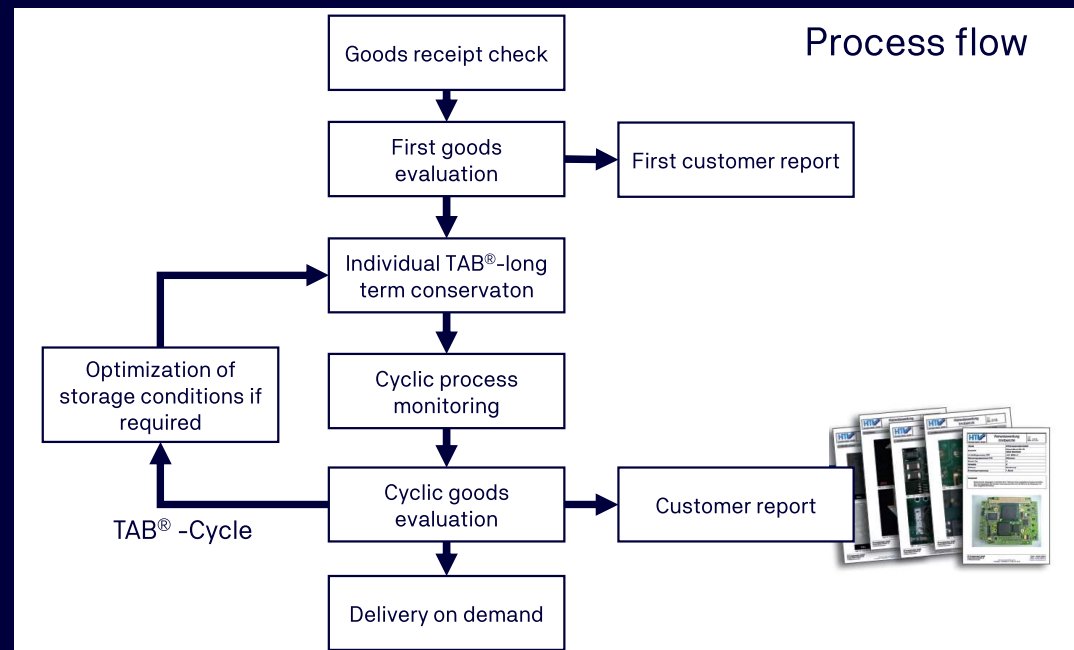 Process flow
Goods receipt check
First goods
evaluation
First customer report
Individual TAB®-long
term conservaton
Optimization of
storage conditions if
required
Cyclic process
monitoring
Cyclic goods
evaluation
Customer report
TAB® -Cycle
Delivery on demand